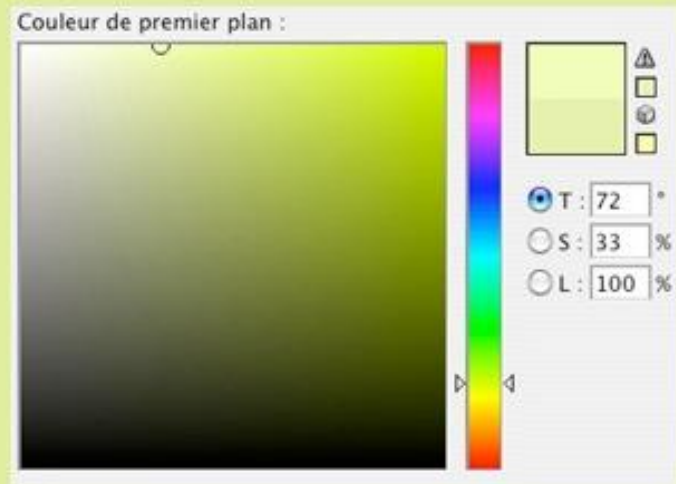 Couleur de premier plan :
T : 72 °
S : 33 %
L : 100 %